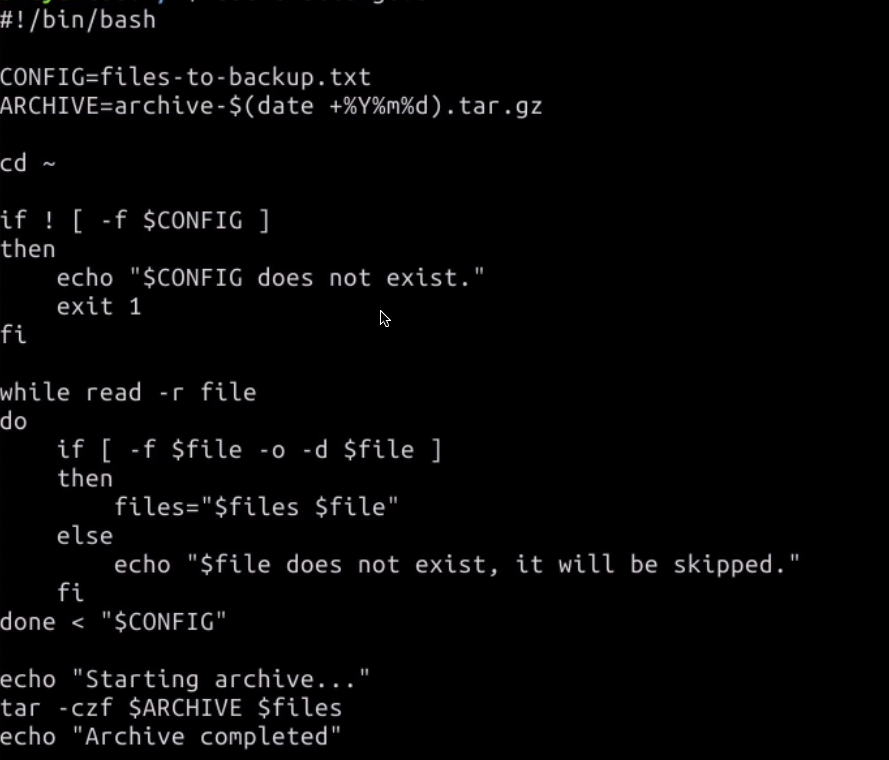 #!/bin/bash
CONFIG=files-to-backup.txt
ARCHIVE=archive-$(date +%Y%m%d).tar.gz
cd ~
if ! [ -f $CONFIG ]
then
    echo "$CONFIG does not exist."
    exit 1
fi
while read -r file
do
    if [ -f $file -o -d $file ]
    then
        files="$files $file"
    else
        echo "$file does not exist, it will be skipped."
    fi
done < "$CONFIG"
echo "Starting archive..."
tar -czf $ARCHIVE $files
echo "Archive completed"